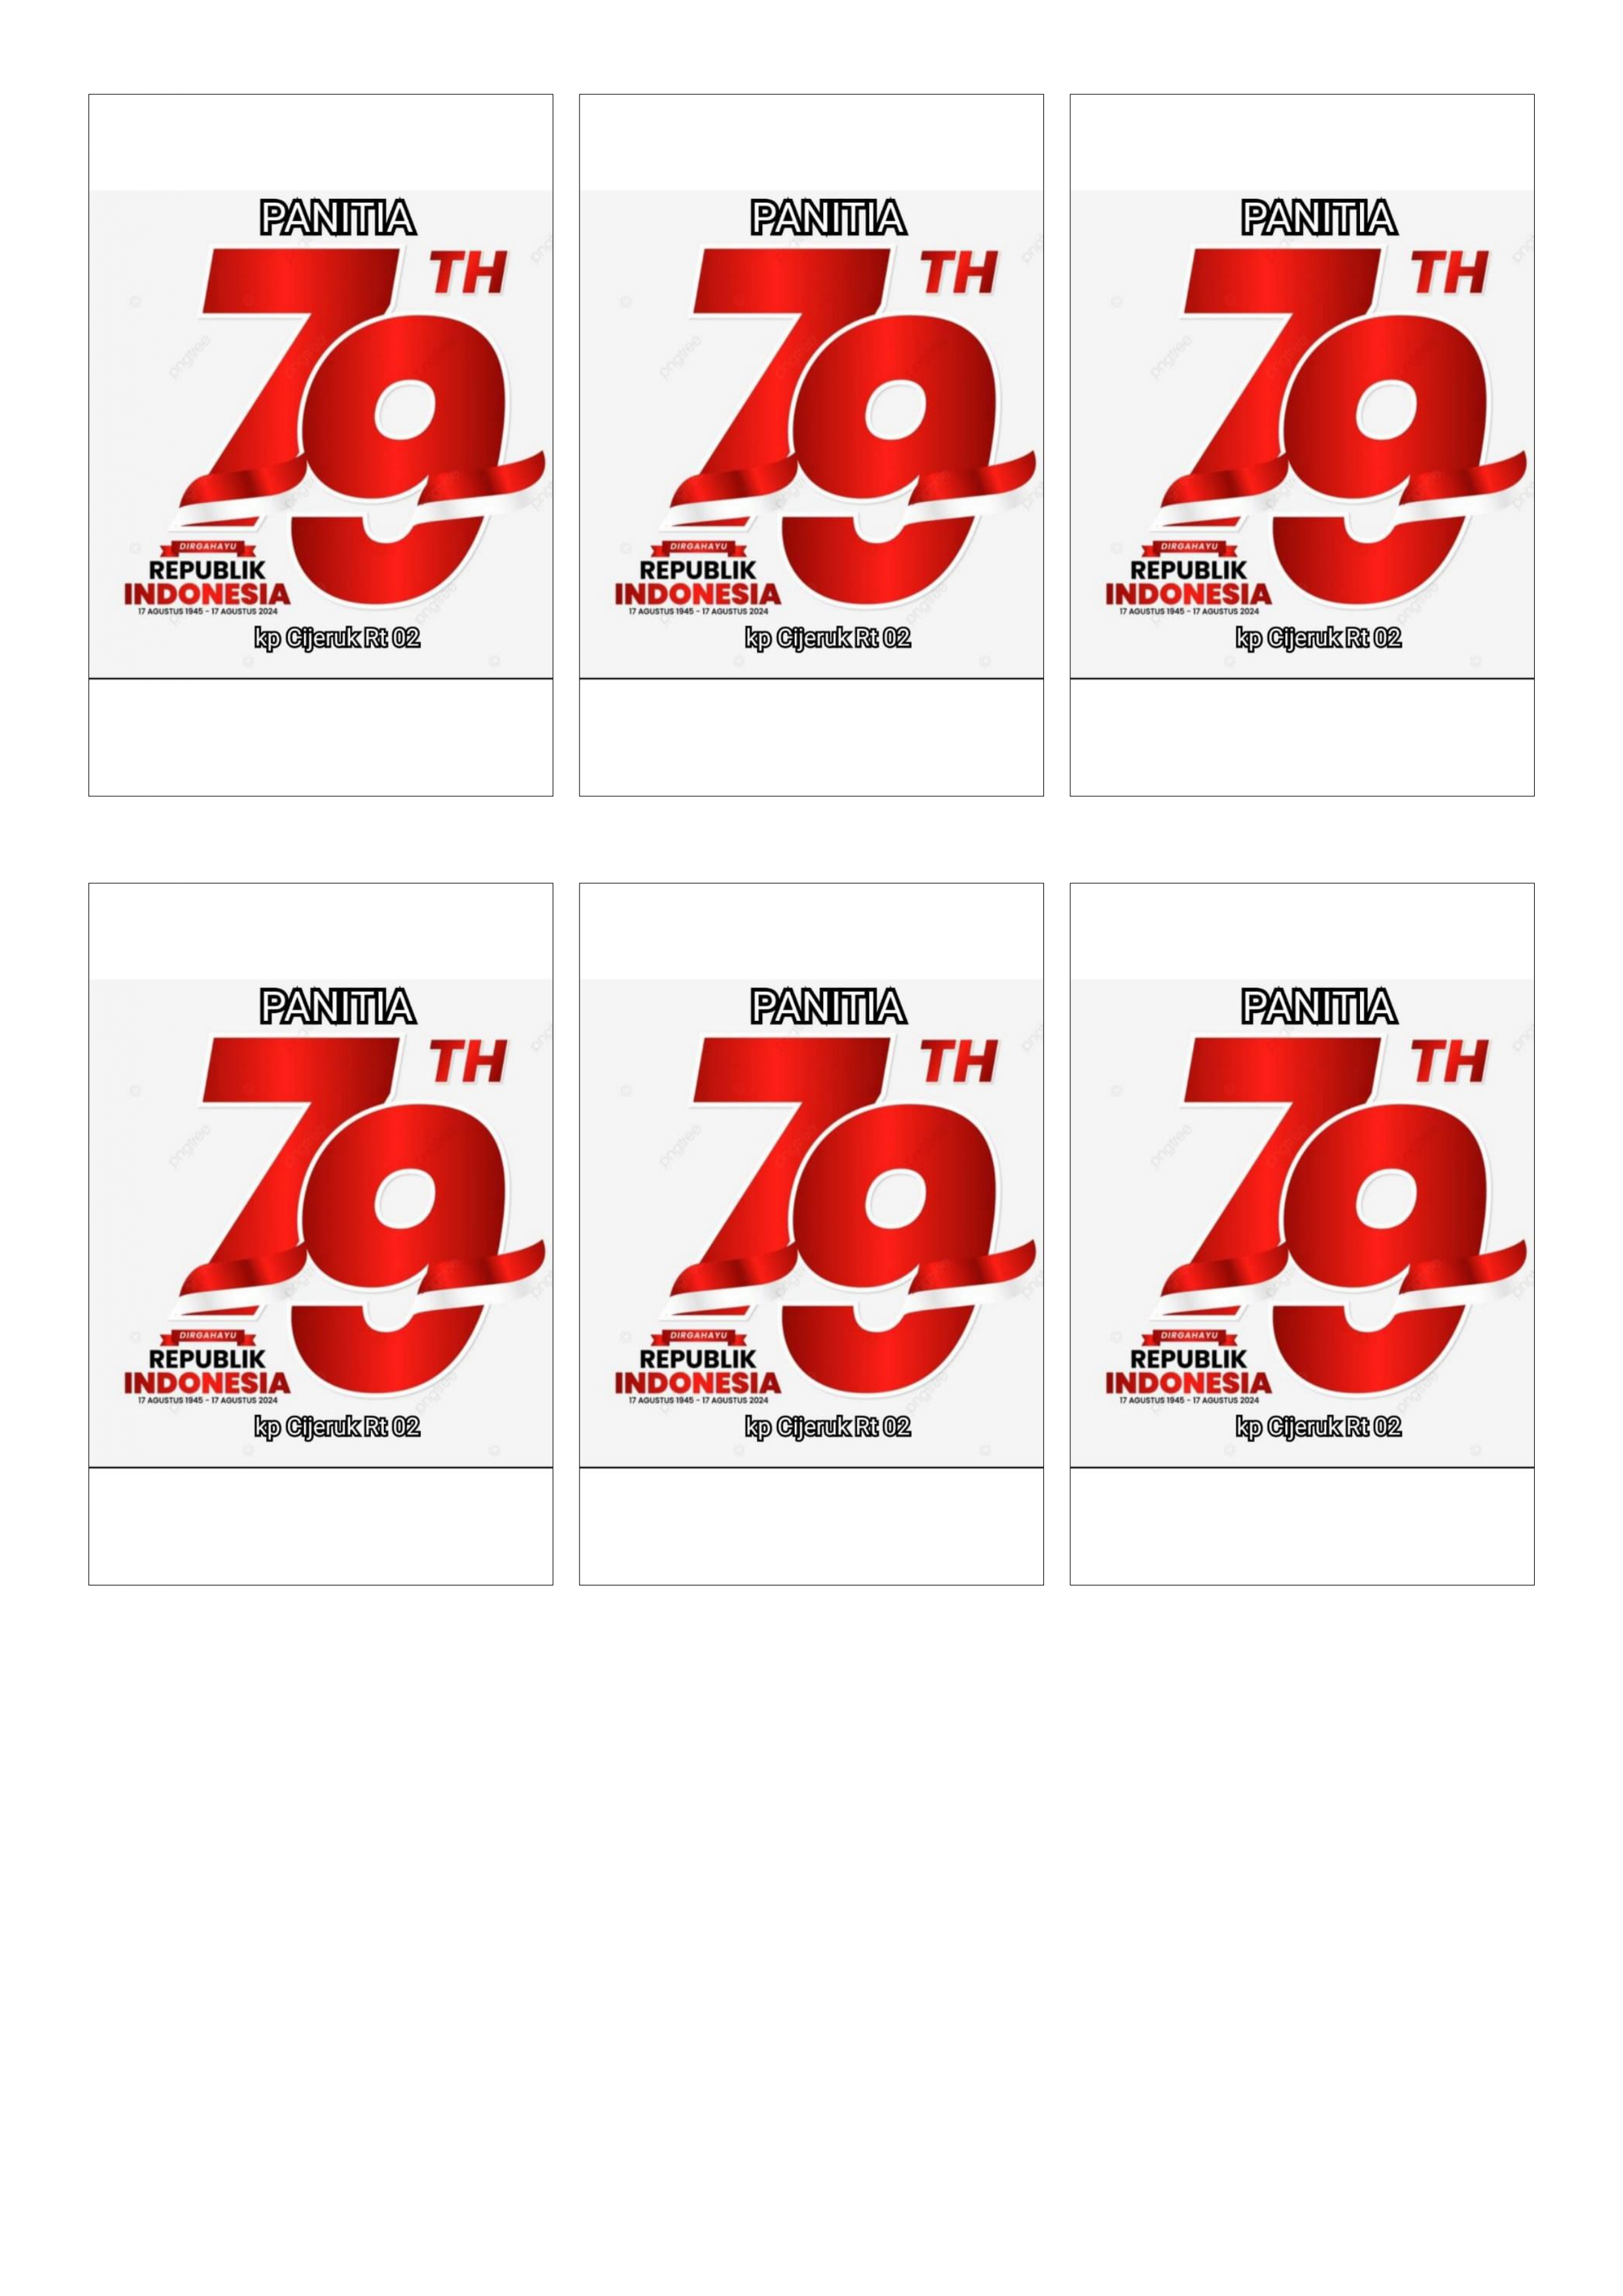 PANITIA
79 TH
DIRGAHAYU
REPUBLIK
INDONESIA
17 AGUSTUS 1945 - 17 AGUSTUS 2024
kp Cijeruk Rt 02
PANITIA
79 TH
DIRGAHAYU
REPUBLIK
INDONESIA
17 AGUSTUS 1945 - 17 AGUSTUS 2024
kp Cijeruk Rt 02
PANITIA
79 TH
DIRGAHAYU
REPUBLIK
INDONESIA
17 AGUSTUS 1945 - 17 AGUSTUS 2024
kp Cijeruk Rt 02
PANITIA
79 TH
DIRGAHAYU
REPUBLIK
INDONESIA
17 AGUSTUS 1945 - 17 AGUSTUS 2024
kp Cijeruk Rt 02
PANITIA
79 TH
DIRGAHAYU
REPUBLIK
INDONESIA
17 AGUSTUS 1945 - 17 AGUSTUS 2024
kp Cijeruk Rt 02
PANITIA
79 TH
DIRGAHAYU
REPUBLIK
INDONESIA
17 AGUSTUS 1945 - 17 AGUSTUS 2024
kp Cijeruk Rt 02